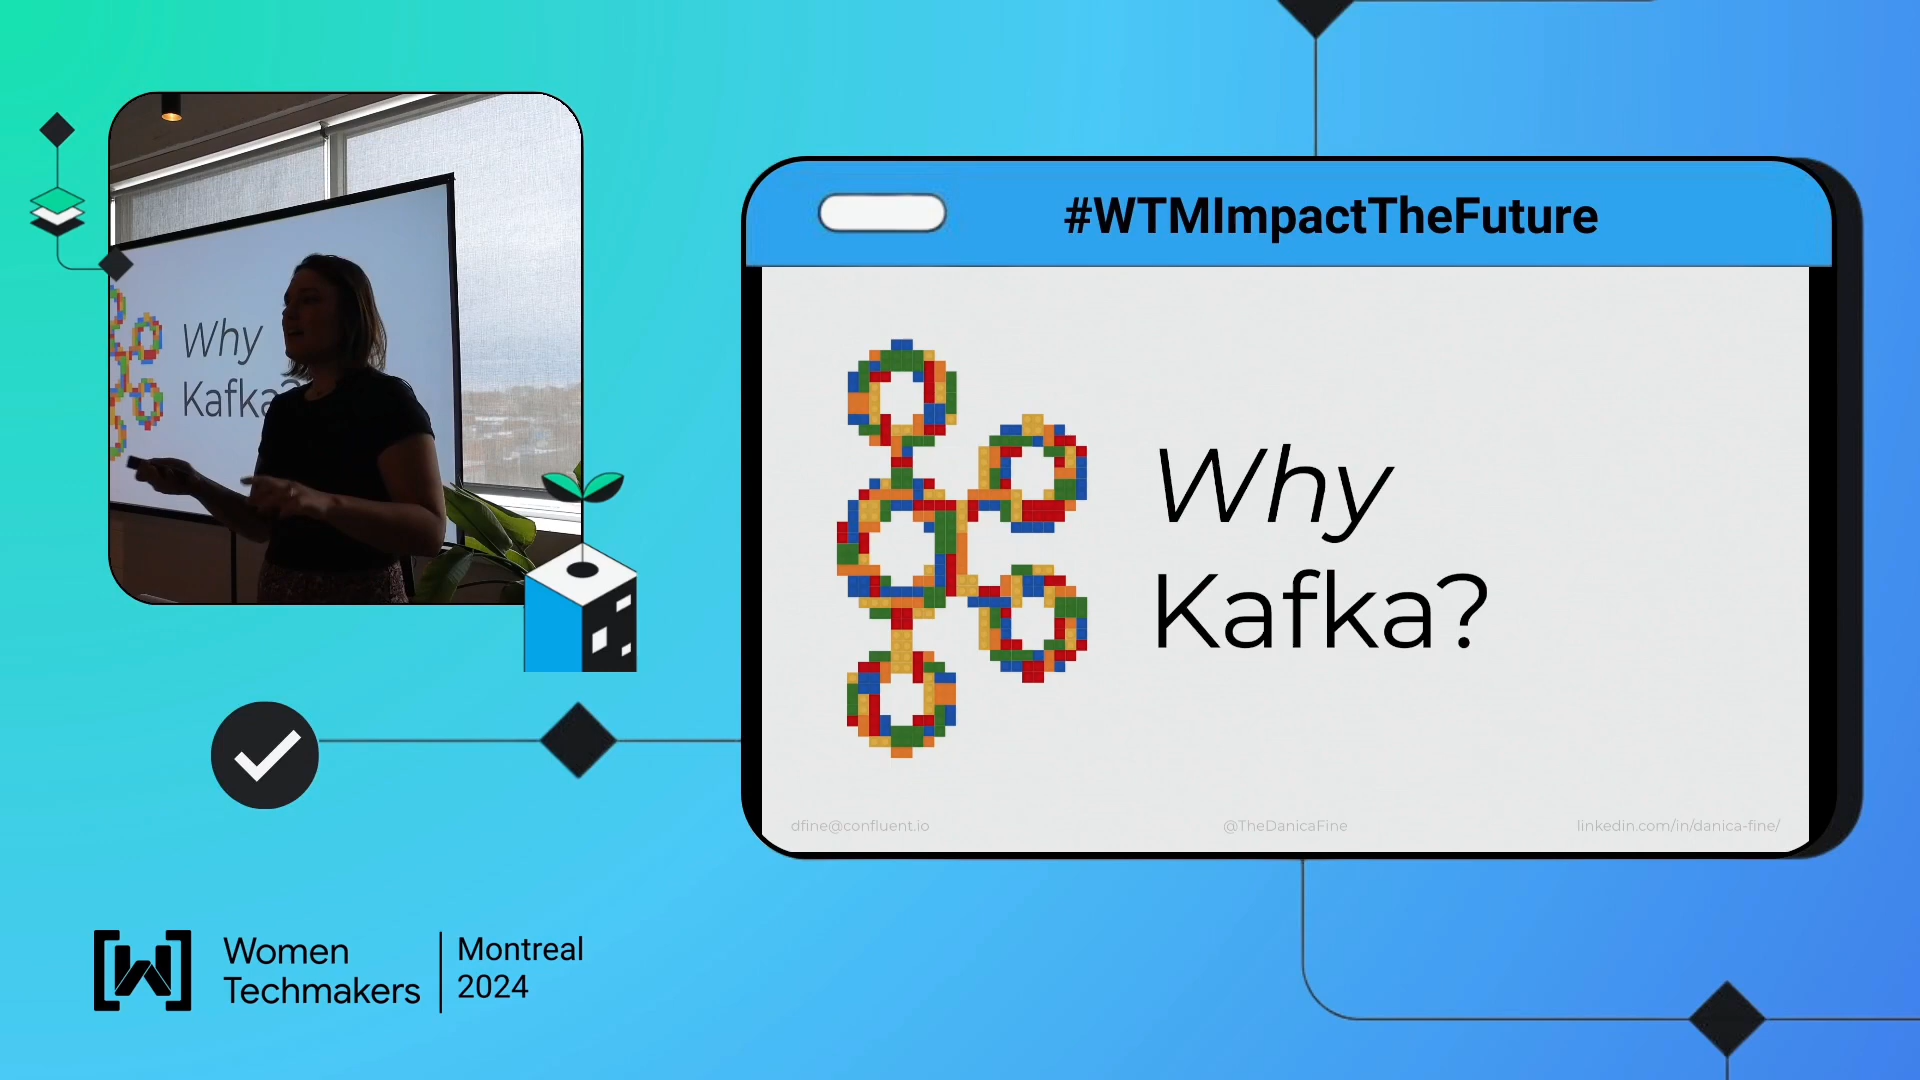 Why
Kafka?
#WTMImpactTheFuture
Why
Kafka?
dfine@confluent.io
@TheDanicaFine
linkedin.com/in/danica-fine/
Women
Techmakers
Montreal
2024